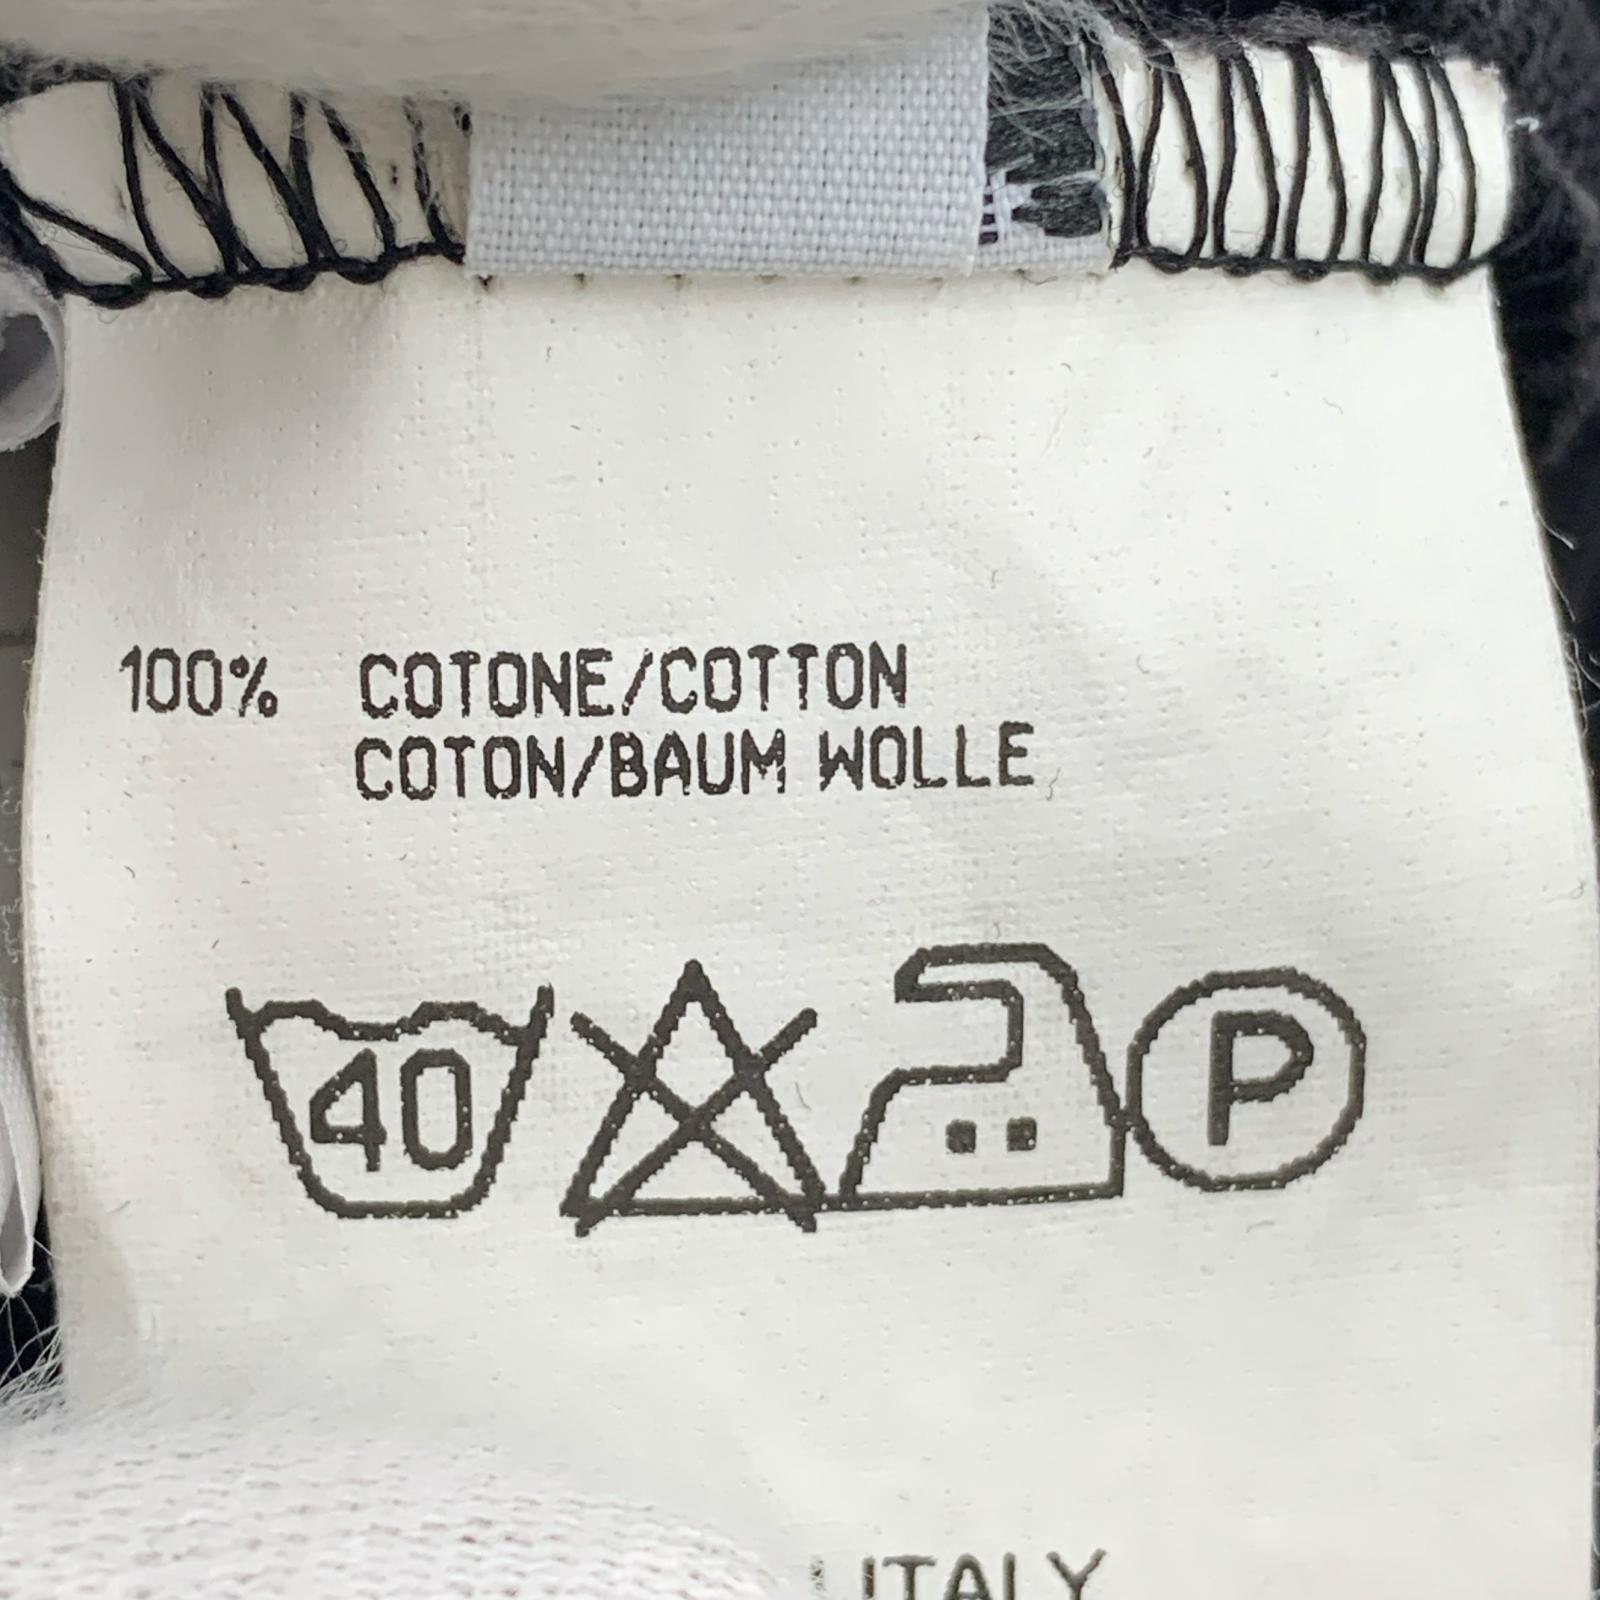 100% COTONE/COTTON
COTON/BAUM WOLLE
40 P
ITALY